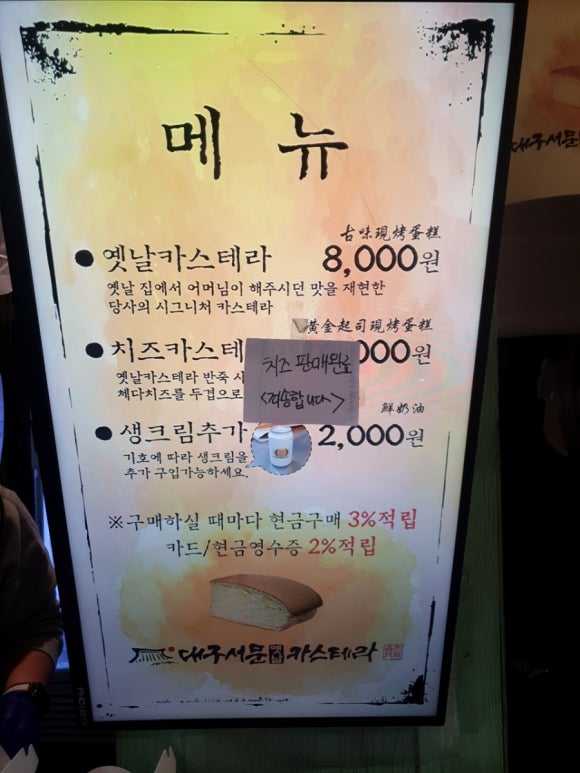 메 뉴
古味現烤蛋糕
● 옛날카스테라 8,000원
옛날 집에서 어머님이 해주시던 맛을 재현한
당사의 시그니처 카스테라
黃金起司現烤蛋糕
● 치즈카스테 000원
옛날카스테라 반죽 사
체다치즈를 두껍으로
치즈 판매완료
<죄송합니다>
鮮奶油
● 생크림추가 2,000원
기호에 따라 생크림을
추가 구입가능하세요.
※구매하실 때마다 현금구매 3%적립
카드/현금영수증 2%적립
대구서문 카스테라